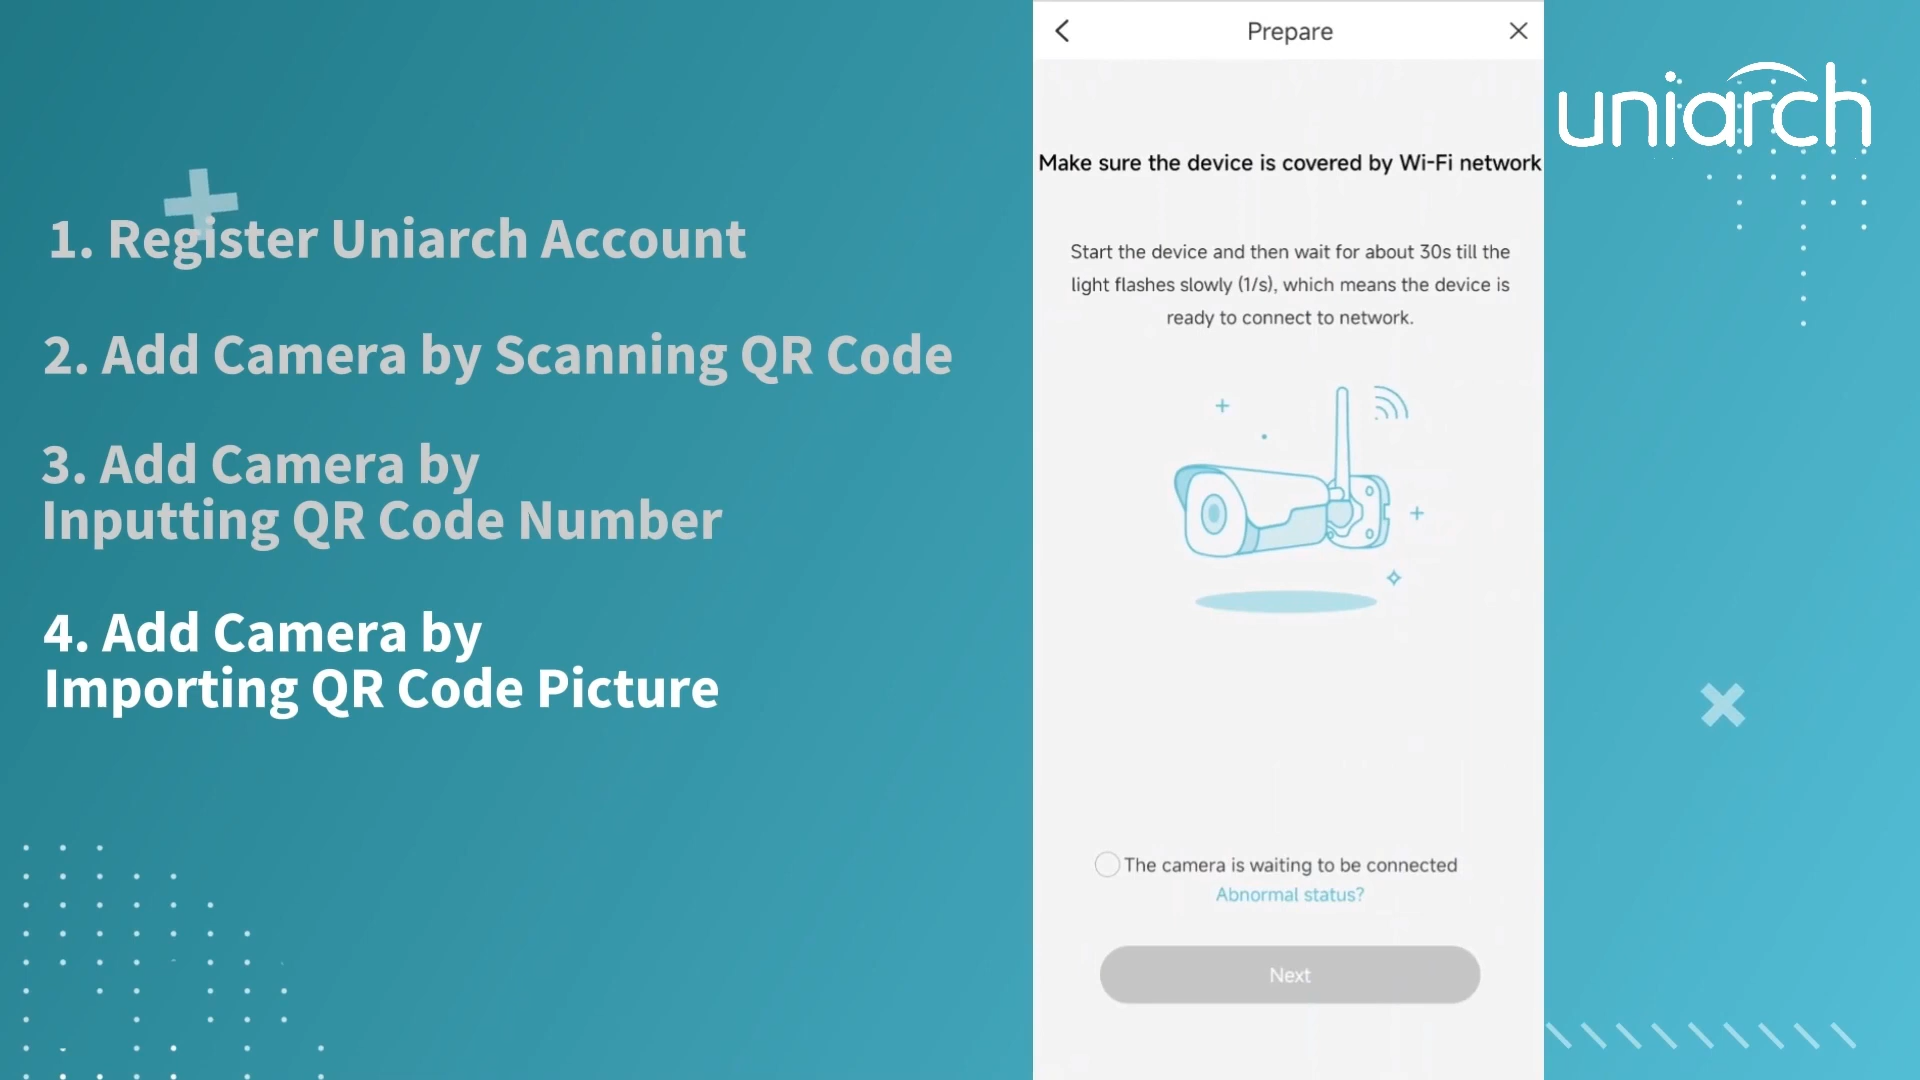 1. Register Uniarch Account
2. Add Camera by Scanning QR Code
3. Add Camera by
Inputting QR Code Number
4. Add Camera by
Importing QR Code Picture
Prepare
Make sure the device is covered by Wi-Fi network
Start the device and then wait for about 30s till the
light flashes slowly (1/s), which means the device is
ready to connect to network.
The camera is waiting to be connected
Abnormal status?
Next
uniarch